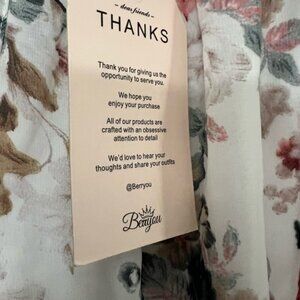 ~ dear friends ~
THANKS
Thank you for giving us the
opportunity to serve you.
We hope you
enjoy your purchase
All of our products are
crafted with an obsessive
attention to detail
We'd love to hear your
thoughts and share your outfits
@Berryou
Berryou